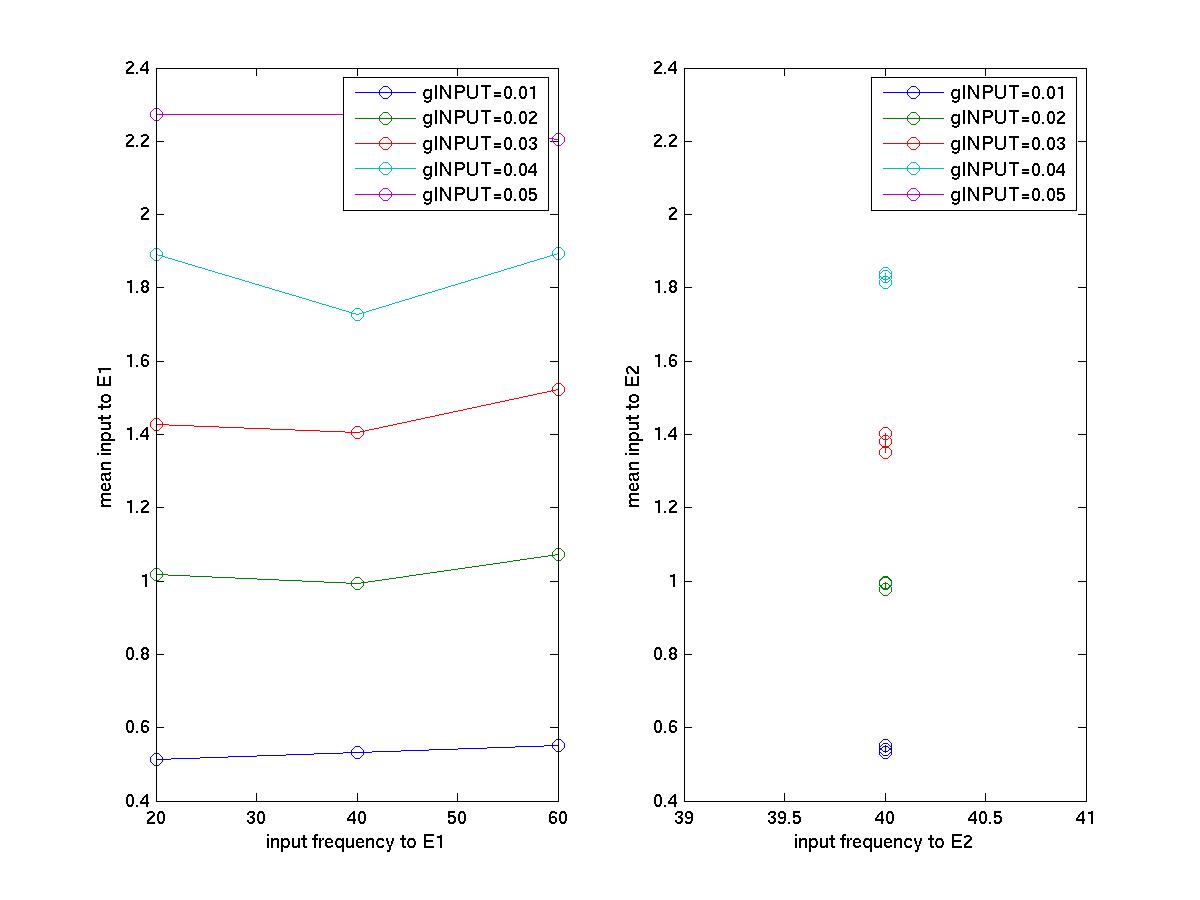 2.4
2.2
2
1.8
1.6
1.4
1.2
1
0.8
0.6
0.4
20
30
40
50
60
mean input to E1
input frequency to E1
gINPUT=0.01
gINPUT=0.02
gINPUT=0.03
gINPUT=0.04
gINPUT=0.05
2.4
2.2
2
1.8
1.6
1.4
1.2
1
0.8
0.6
0.4
39
39.5
40
40.5
41
mean input to E2
input frequency to E2
gINPUT=0.01
gINPUT=0.02
gINPUT=0.03
gINPUT=0.04
gINPUT=0.05